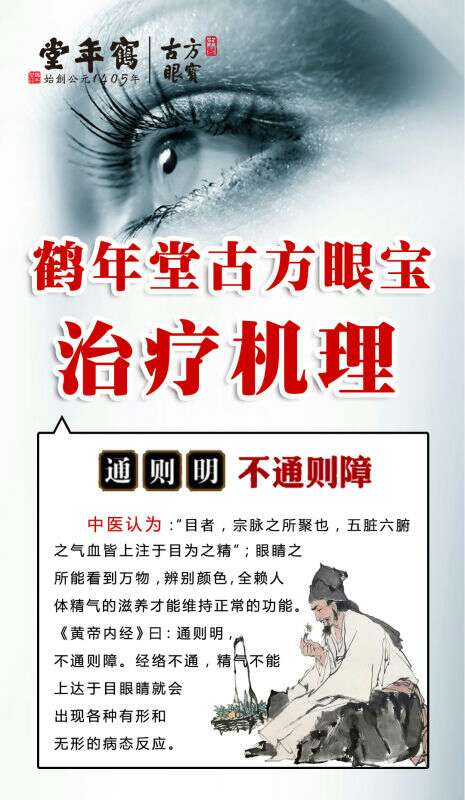 堂年鶴
始創公元1405年
古方
眼寶
鹤年堂古方眼宝
治疗机理
通则明 不通则障
中医认为：“目者，宗脉之所聚也，五脏六腑
之气血皆上注于目为之精”；眼睛之
所能看到万物，辨别颜色，全赖人
体精气的滋养才能维持正常的功能。
《黄帝内经》曰：通则明，
不通则障。经络不通，精气不能
上达于目眼睛就会
出现各种有形和
无形的病态反应。